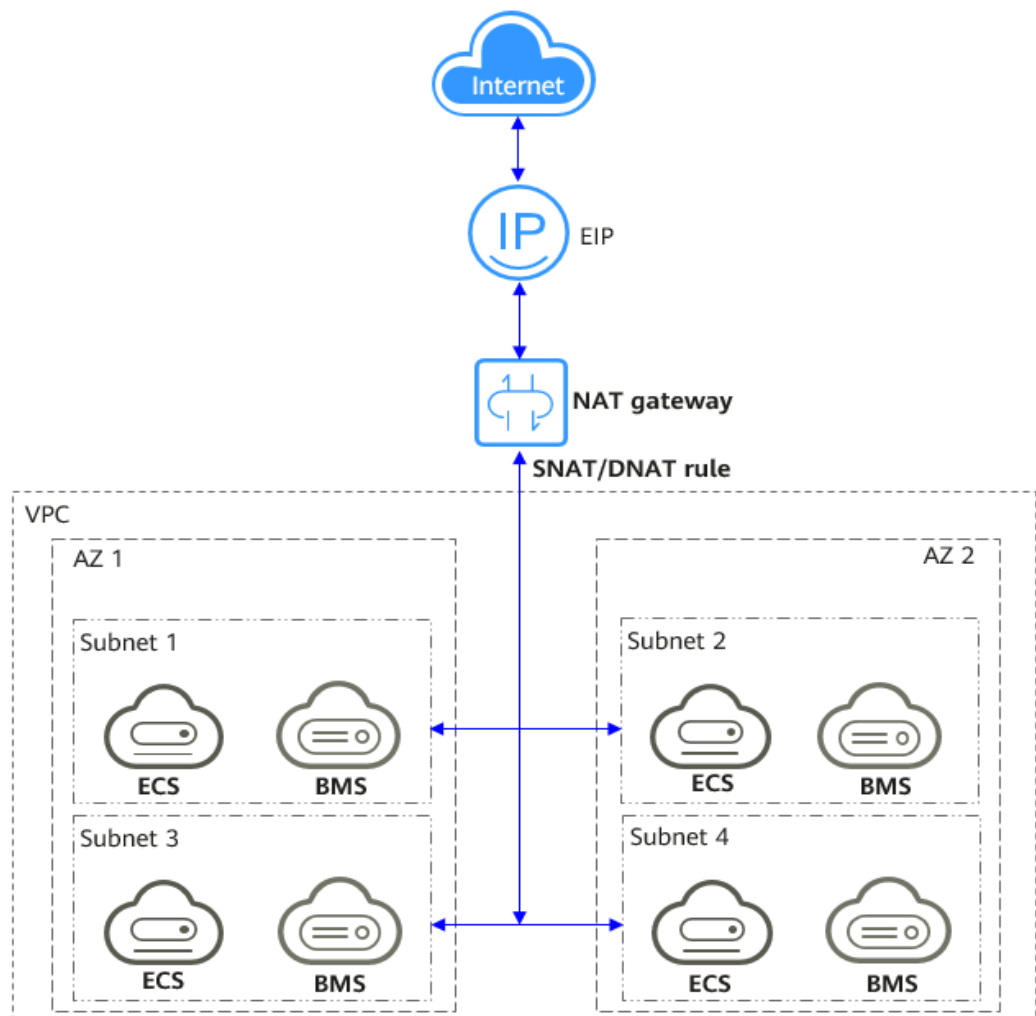 Internet
IP
EIP
NAT gateway
SNAT/DNAT rule
VPC
AZ 1
AZ 2
Subnet 1
ECS
BMS
Subnet 2
ECS
BMS
Subnet 3
ECS
BMS
Subnet 4
ECS
BMS